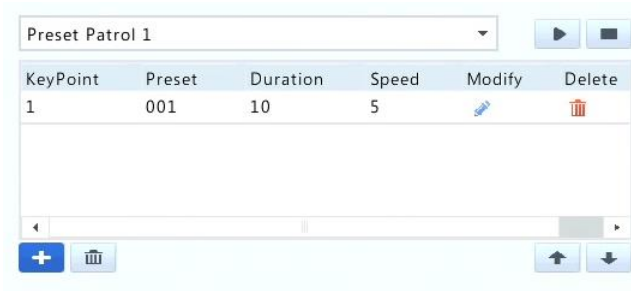 Preset Patrol 1
KeyPoint Preset Duration Speed Modify Delete
1 001 10 5